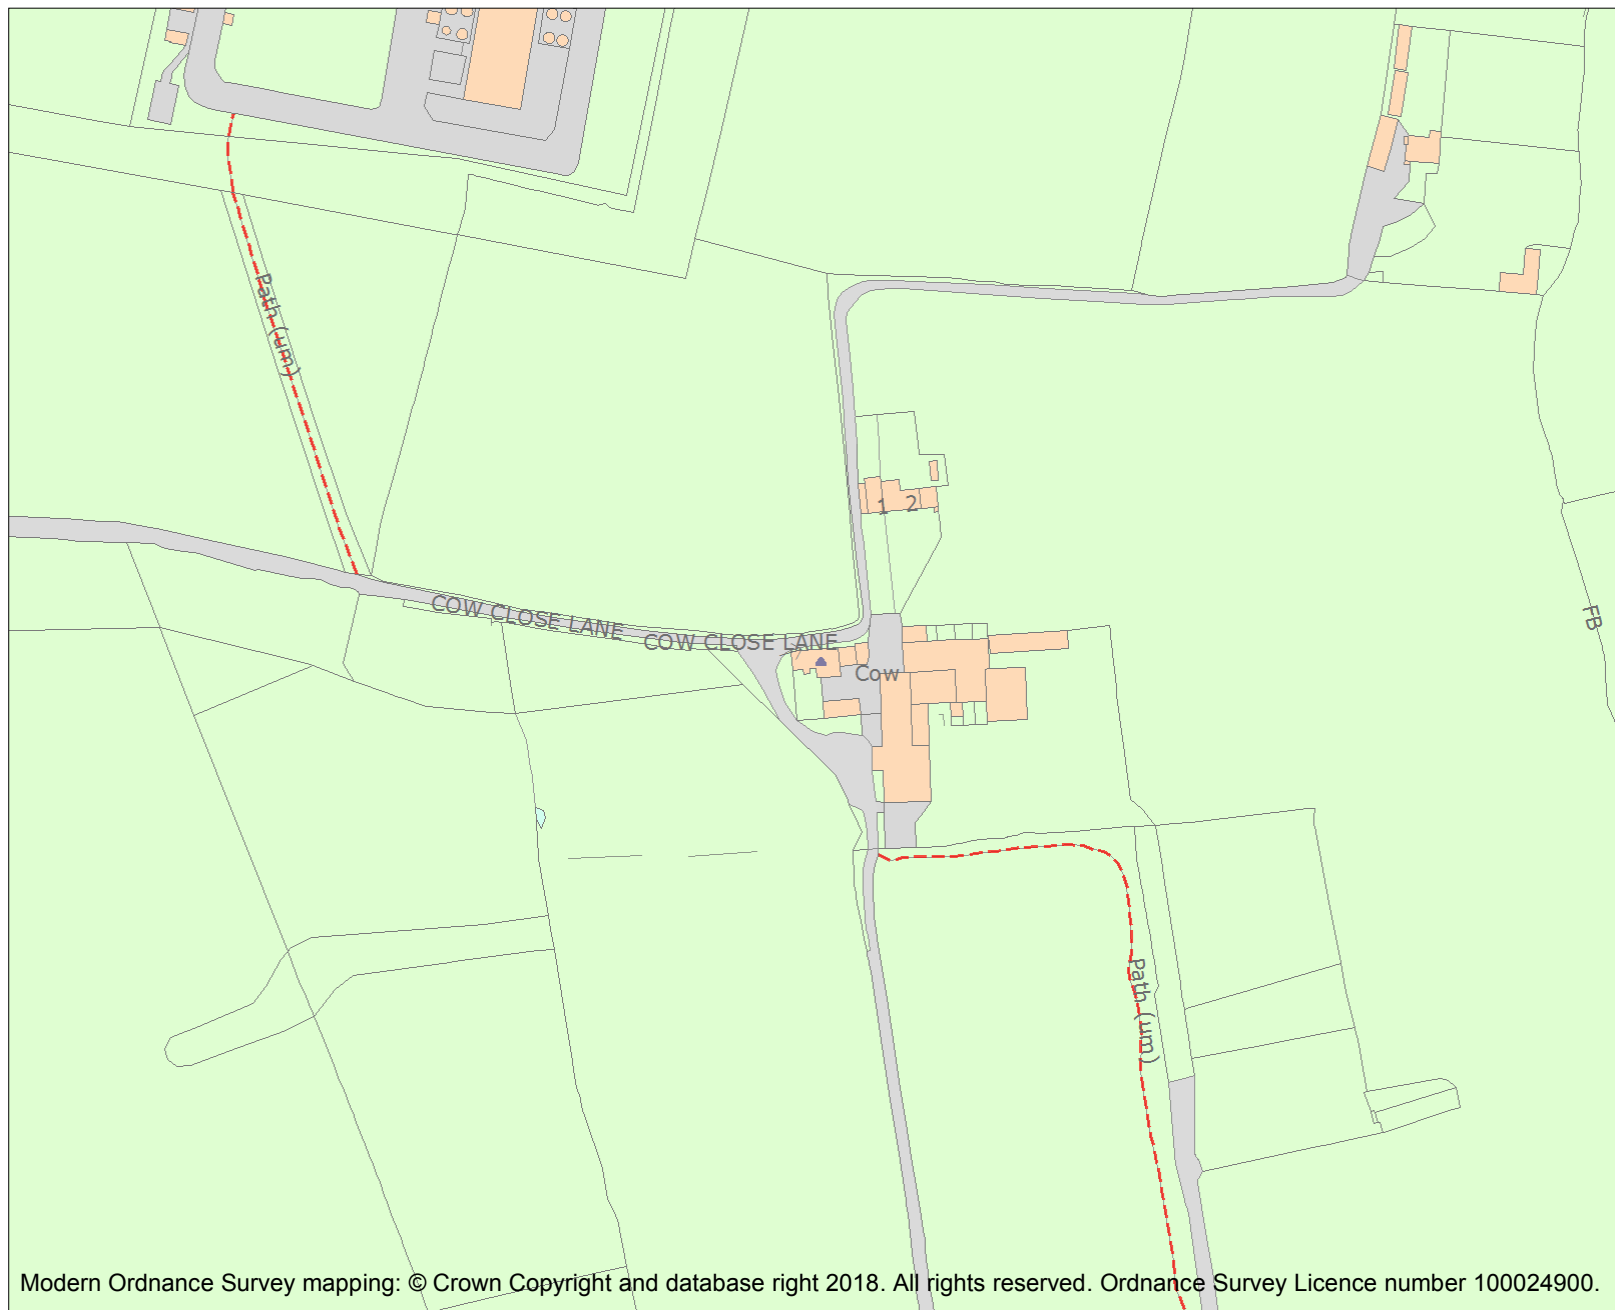 Path (um)
1 2
COW CLOSE LANE
COW CLOSE LANE
FB
Cow
Path (um)
Modern Ordnance Survey mapping: © Crown Copyright and database right 2018. All rights reserved. Ordnance Survey Licence number 100024900.